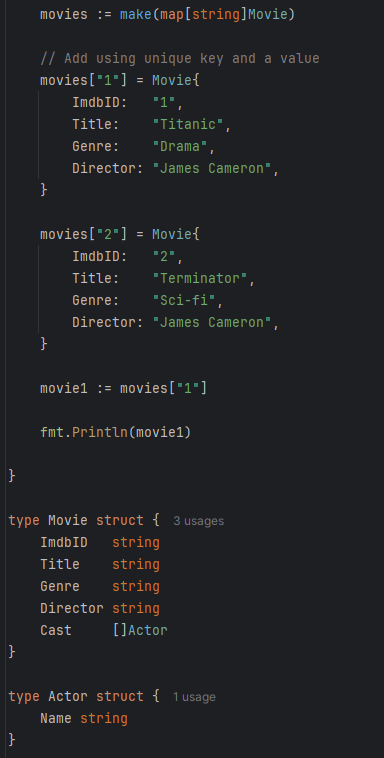 movies := make(map[string]Movie)
// Add using unique key and a value
movies["1"] = Movie{
ImdbID:   "1",
Title:    "Titanic",
Genre:    "Drama",
Director: "James Cameron",
}
movies["2"] = Movie{
ImdbID:   "2",
Title:    "Terminator",
Genre:    "Sci-fi",
Director: "James Cameron",
}
movie1 := movies["1"]
fmt.Println(movie1)
}
type Movie struct { 3 usages
ImdbID   string
Title    string
Genre    string
Director string
Cast     []Actor
}
type Actor struct { 1 usage
Name string
}